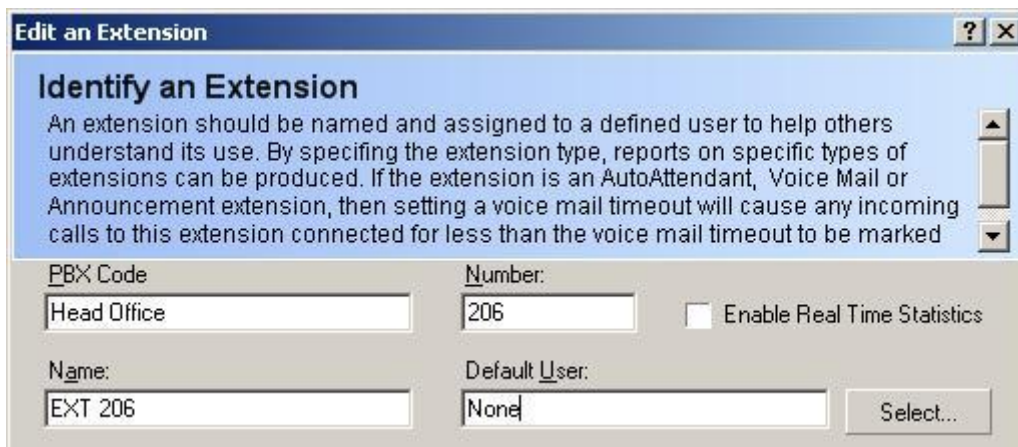 Edit an Extension
Identify an Extension
An extension should be named and assigned to a defined user to help others
understand its use. By specifing the extension type, reports on specific types of
extensions can be produced. If the extension is an AutoAttendant, Voice Mail or
Announcement extension, then setting a voice mail timeout will cause any incoming
calls to this extension connected for less than the voice mail timeout to be marked
PBX Code
Number:
Head Office
206
Enable Real Time Statistics
Name:
Default User:
EXT 206
None
Select...